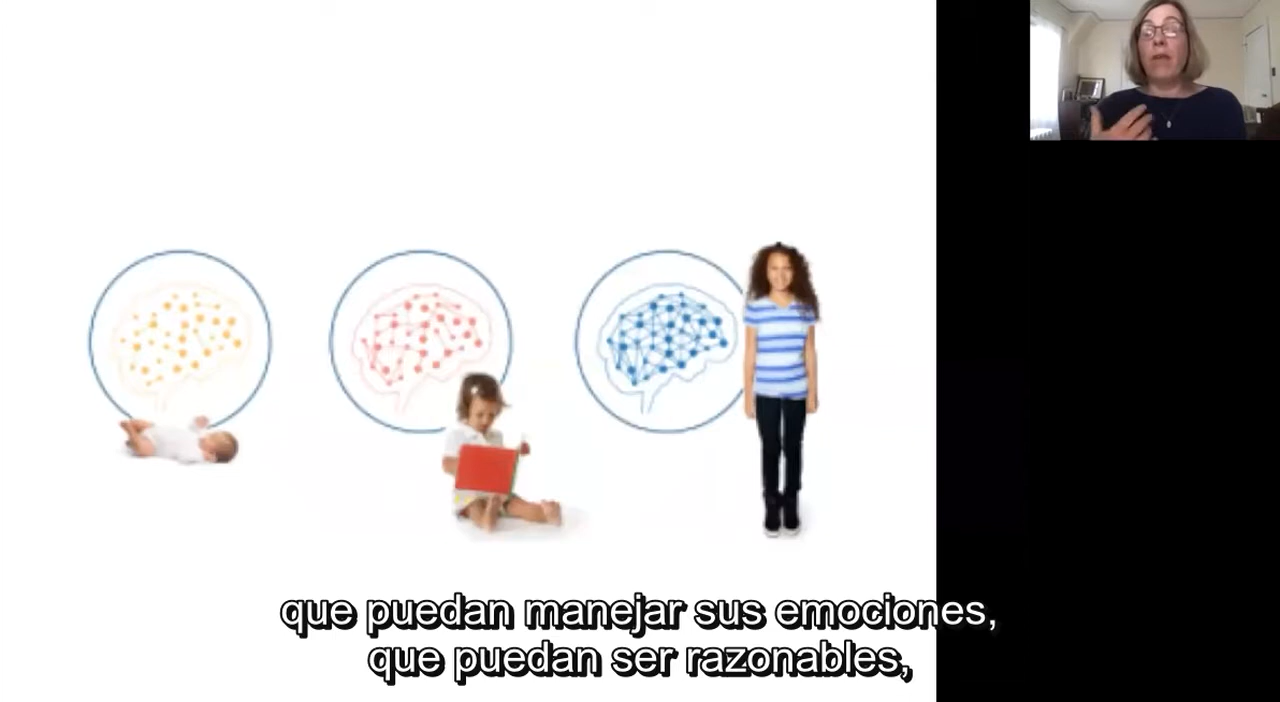 que puedan manejar sus emociones,
que puedan ser razonables,